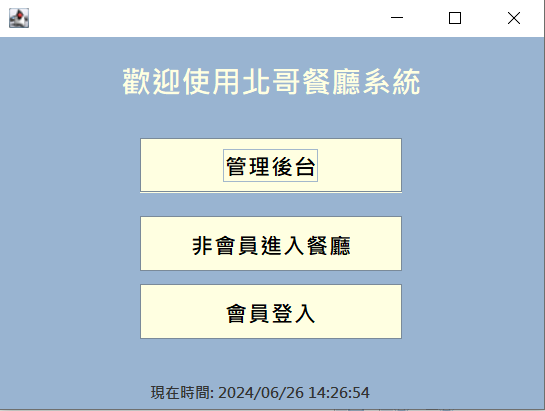 歡迎使用北哥餐廳系統
管理後台
非會員進入餐廳
會員登入
現在時間: 2024/06/26 14:26:54